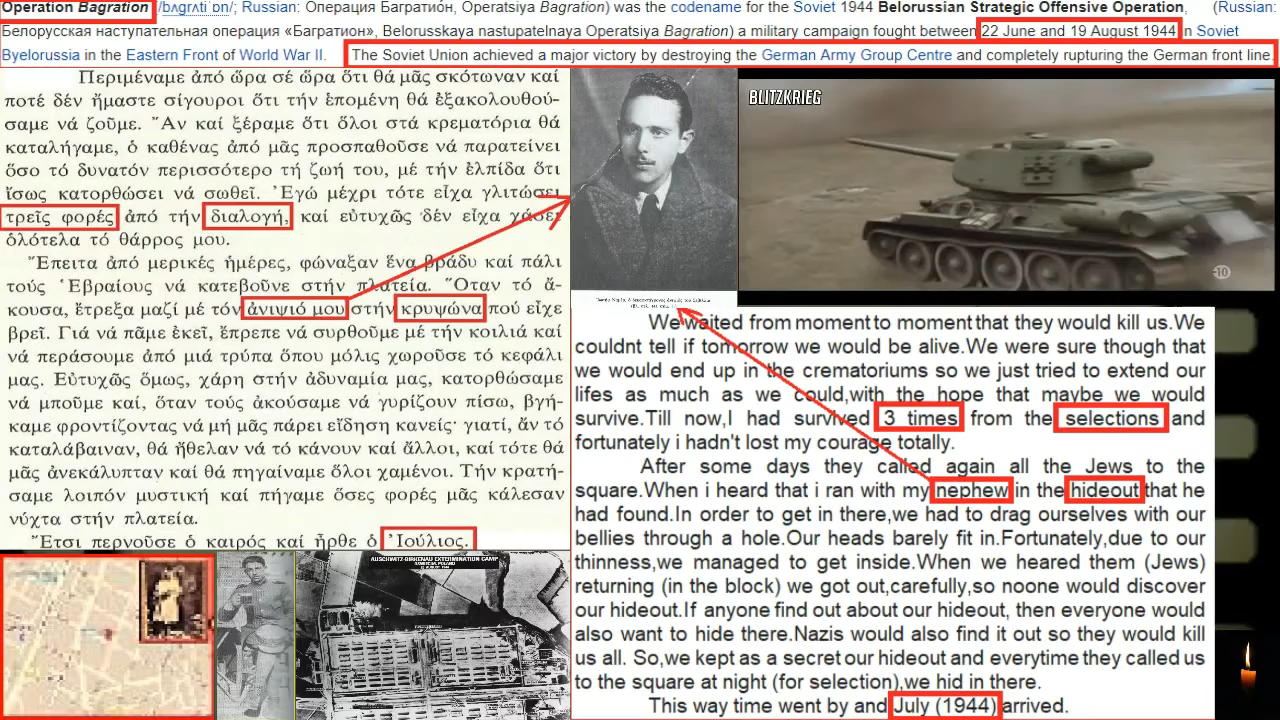 Operation Bagration /bʌɡrʌtiˈɒn/; Russian: Операция Багратио́н, Operatsiya Bagration) was the codename for the Soviet 1944 Belorussian Strategic Offensive Operation, (Russian:
Белорусская наступательная операция «Багратион», Belorusskaya nastupatelnaya Operatsiya Bagration) a military campaign fought between 22 June and 19 August 1944 in Soviet
Byelorussia in the Eastern Front of World War II. The Soviet Union achieved a major victory by destroying the German Army Group Centre and completely rupturing the German front line.
Περιμέναμε ἀπό ὥρα σέ ὥρα ὅτι θά μᾶς σκότωναν καί
ποτέ δέν ἤμαστε σίγουροι ὅτι τήν ἑπομένη θά ἐξακολουθού-
σαμε νά ζοῦμε. Ἄν καί ξέραμε ὅτι ὅλοι στά κρεματόρια θά
καταλήγαμε, ὁ καθένας ἀπό μᾶς προσπαθοῦσε νά παρατείνει
ὅσο τό δυνατόν περισσότερο τή ζωή του, μέ τήν ἐλπίδα ὅτι
ἴσως κατορθώσει νά σωθεῖ. Ἐγώ μέχρι τότε εἶχα γλιτώσει
τρεῖς φορές ἀπό τήν διαλογή, καί εὐτυχῶς δέν εἶχα χάσει
ὁλότελα τό θάρρος μου.
Ἔπειτα ἀπό μερικές ἡμέρες, φώναξαν ἕνα βράδυ καί πάλι
τούς Ἑβραίους νά κατεβοῦνε στήν πλατεία. Ὅταν τό ἄ-
κουσα, ἔτρεξα μαζί μέ τόν ἀνιψιό μου στήν κρυψώνα πού εἶχε
βρεῖ. Γιά νά πᾶμε ἐκεῖ, ἔπρεπε νά συρθοῦμε μέ τήν κοιλιά καί
νά περάσουμε ἀπό μιά τρύπα ὅπου μόλις χωροῦσε τό κεφάλι
μας. Εὐτυχῶς ὅμως, χάρη στήν ἀδυναμία μας, κατορθώσαμε
νά μποῦμε καί, ὅταν τούς ἀκούσαμε νά γυρίζουν πίσω, βγή-
καμε φροντίζοντας νά μή μᾶς πάρει εἴδηση κανείς· γιατί, ἄν τό
καταλάβαιναν, θά ἤθελαν νά τό κάνουν καί ἄλλοι, καί τότε θά
μᾶς ἀνεκάλυπταν καί θά πηγαίναμε ὅλοι χαμένοι. Τήν κρατή-
σαμε λοιπόν μυστική καί πήγαμε ὅσες φορές μᾶς κάλεσαν
νύχτα στήν πλατεία.
Ἔτσι περνοῦσε ὁ καιρός καί ἦρθε ὁ Ἰούλιος.
BLITZKRIEG
-10
We waited from moment to moment that they would kill us.We
couldnt tell if tomorrow we would be alive.We were sure though that
we would end up in the crematoriums so we just tried to extend our
lifes as much as we could,with the hope that maybe we would
survive.Till now,I had survived 3 times from the selections and
fortunately i hadn't lost my courage totally.
After some days they called again all the Jews to the
square.When i heard that i ran with my nephew in the hideout that he
had found.In order to get in there,we had to drag ourselves with our
bellies through a hole.Our heads barely fit in.Fortunately,due to our
thinness,we managed to get inside.When we heared them (Jews)
returning (in the block) we got out,carefully,so noone would discover
our hideout.If anyone find out about our hideout, then everyone would
also want to hide there.Nazis would also find it out so they would kill
us all. So,we kept as a secret our hideout and everytime they called us
to the square at night (for selection),we hid in there.
This way time went by and July (1944) arrived.
AUSCHWITZ-BIRKENAU EXTERMINATION CAMP